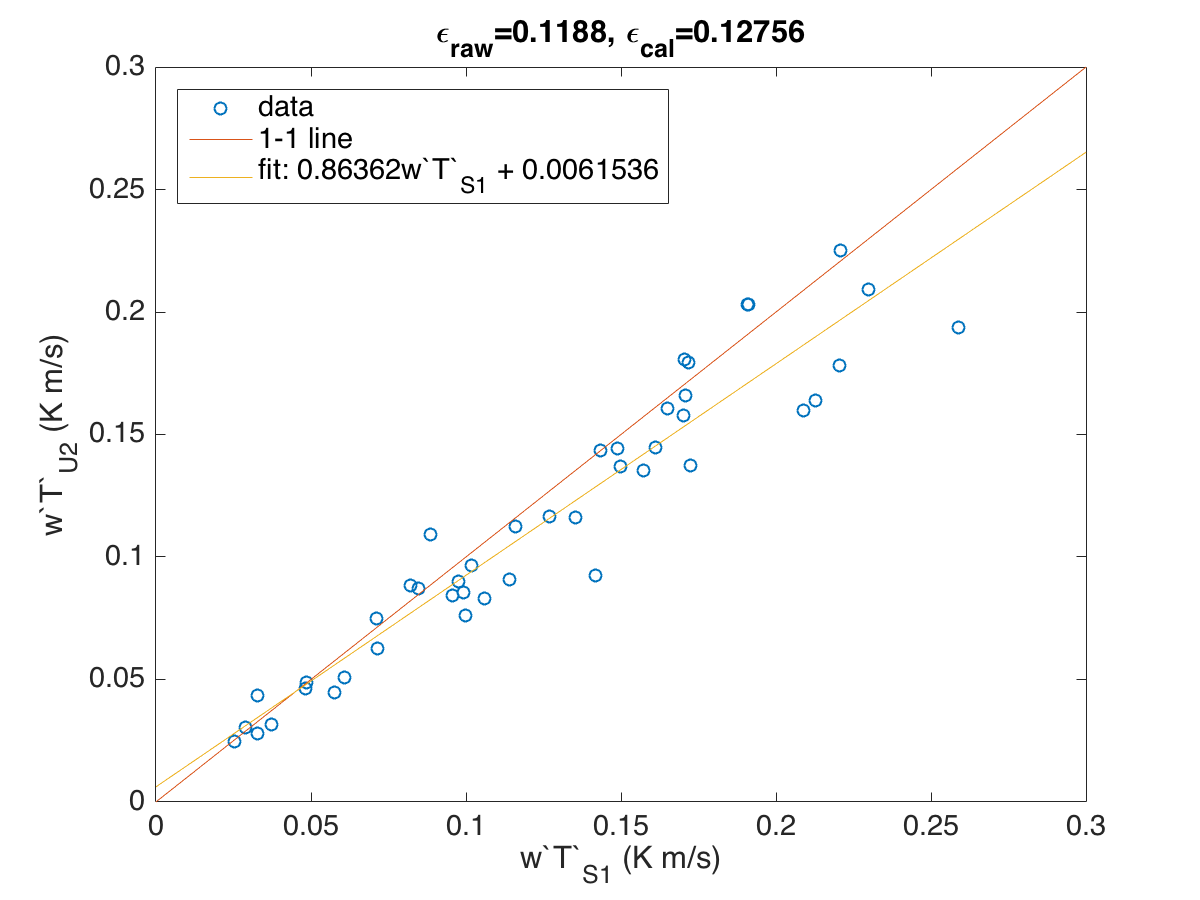 ϵraw=0.1188, ϵcal=0.12756
0.3
data
1-1 line
fit: 0.86362w`T`S1 + 0.0061536
0.25
0.2
w`T`U2 (K m/s)
0.15
0.1
0.05
0
0 0.05 0.1 0.15 0.2 0.25 0.3
w`T`S1 (K m/s)